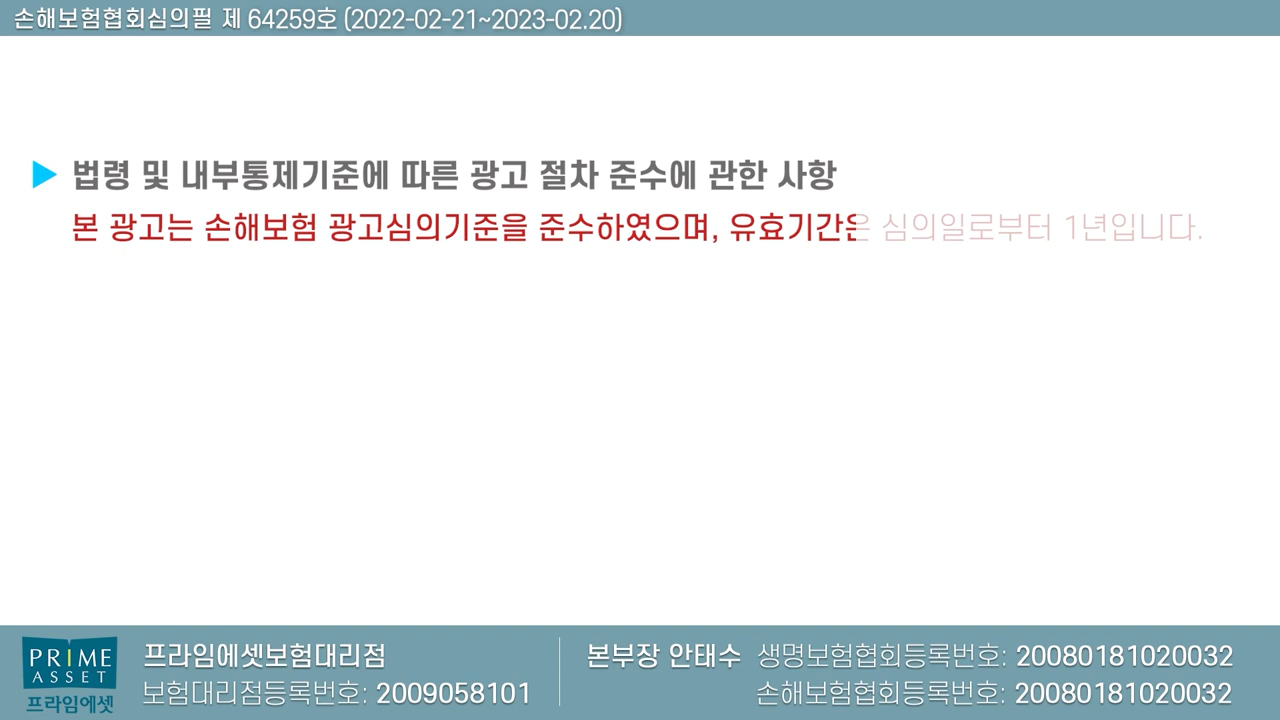 손해보험협회심의필 제 64259호 (2022-02-21~2023-02.20)
▶ 법령 및 내부통제기준에 따른 광고 절차 준수에 관한 사항
본 광고는 손해보험 광고심의기준을 준수하였으며, 유효기간은 심의일로부터 1년입니다.
PRIME
ASSET
프라임에셋
프라임에셋보험대리점
보험대리점등록번호: 2009058101
본부장 안태수 생명보험협회등록번호: 20080181020032
손해보험협회등록번호: 20080181020032